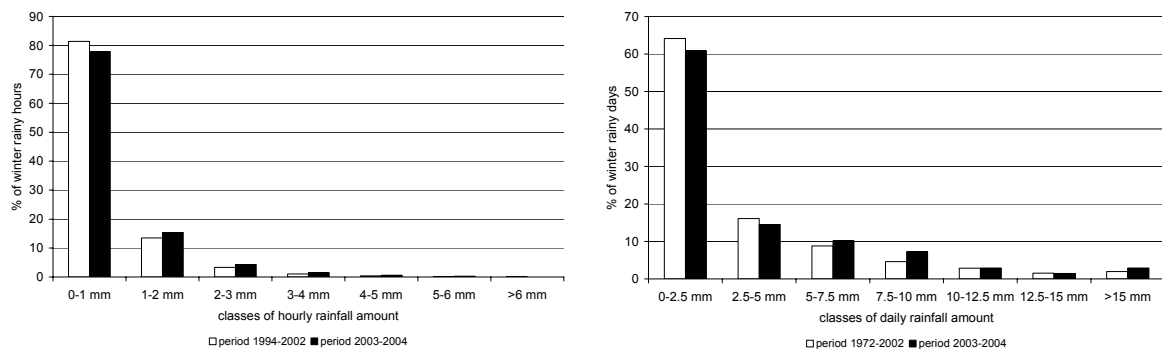 % of winter rainy hours
90
80
70
60
50
40
30
20
10
0
0-1 mm 1-2 mm 2-3 mm 3-4 mm 4-5 mm 5-6 mm >6 mm
classes of hourly rainfall amount
period 1994-2002 period 2003-2004
% of winter rainy days
70
60
50
40
30
20
10
0
0-2.5 mm 2.5-5 mm 5-7.5 mm 7.5-10 mm 10-12.5 mm 12.5-15 mm >15 mm
classes of daily rainfall amount
period 1972-2002 period 2003-2004